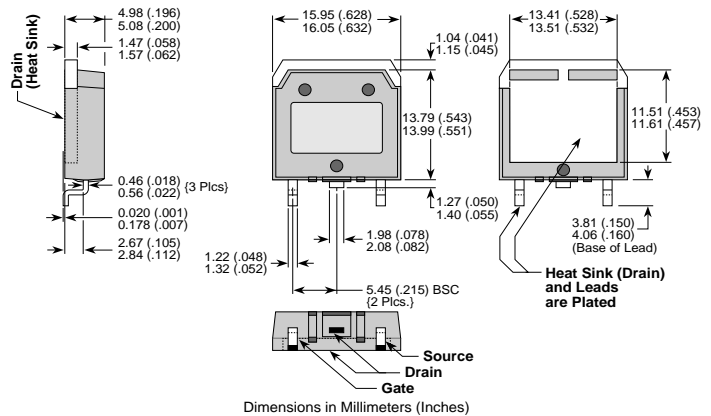 4.98 (.196)
5.08 (.200)
1.47 (.058)
1.57 (.062)
Drain
(Heat Sink)
0.46 (.018)
0.56 (.022) {3 Plcs}
0.020 (.001)
0.178 (.007)
2.67 (.105)
2.84 (.112)
15.95 (.628)
16.05 (.632)
1.04 (.041)
1.15 (.045)
13.79 (.543)
13.99 (.551)
1.27 (.050)
1.40 (.055)
1.98 (.078)
2.08 (.082)
1.22 (.048)
1.32 (.052)
5.45 (.215) BSC
{2 Plcs.}
13.41 (.528)
13.51 (.532)
11.51 (.453)
11.61 (.457)
3.81 (.150)
4.06 (.160)
(Base of Lead)
Heat Sink (Drain)
and Leads
are Plated
Source
Drain
Gate
Dimensions in Millimeters (Inches)